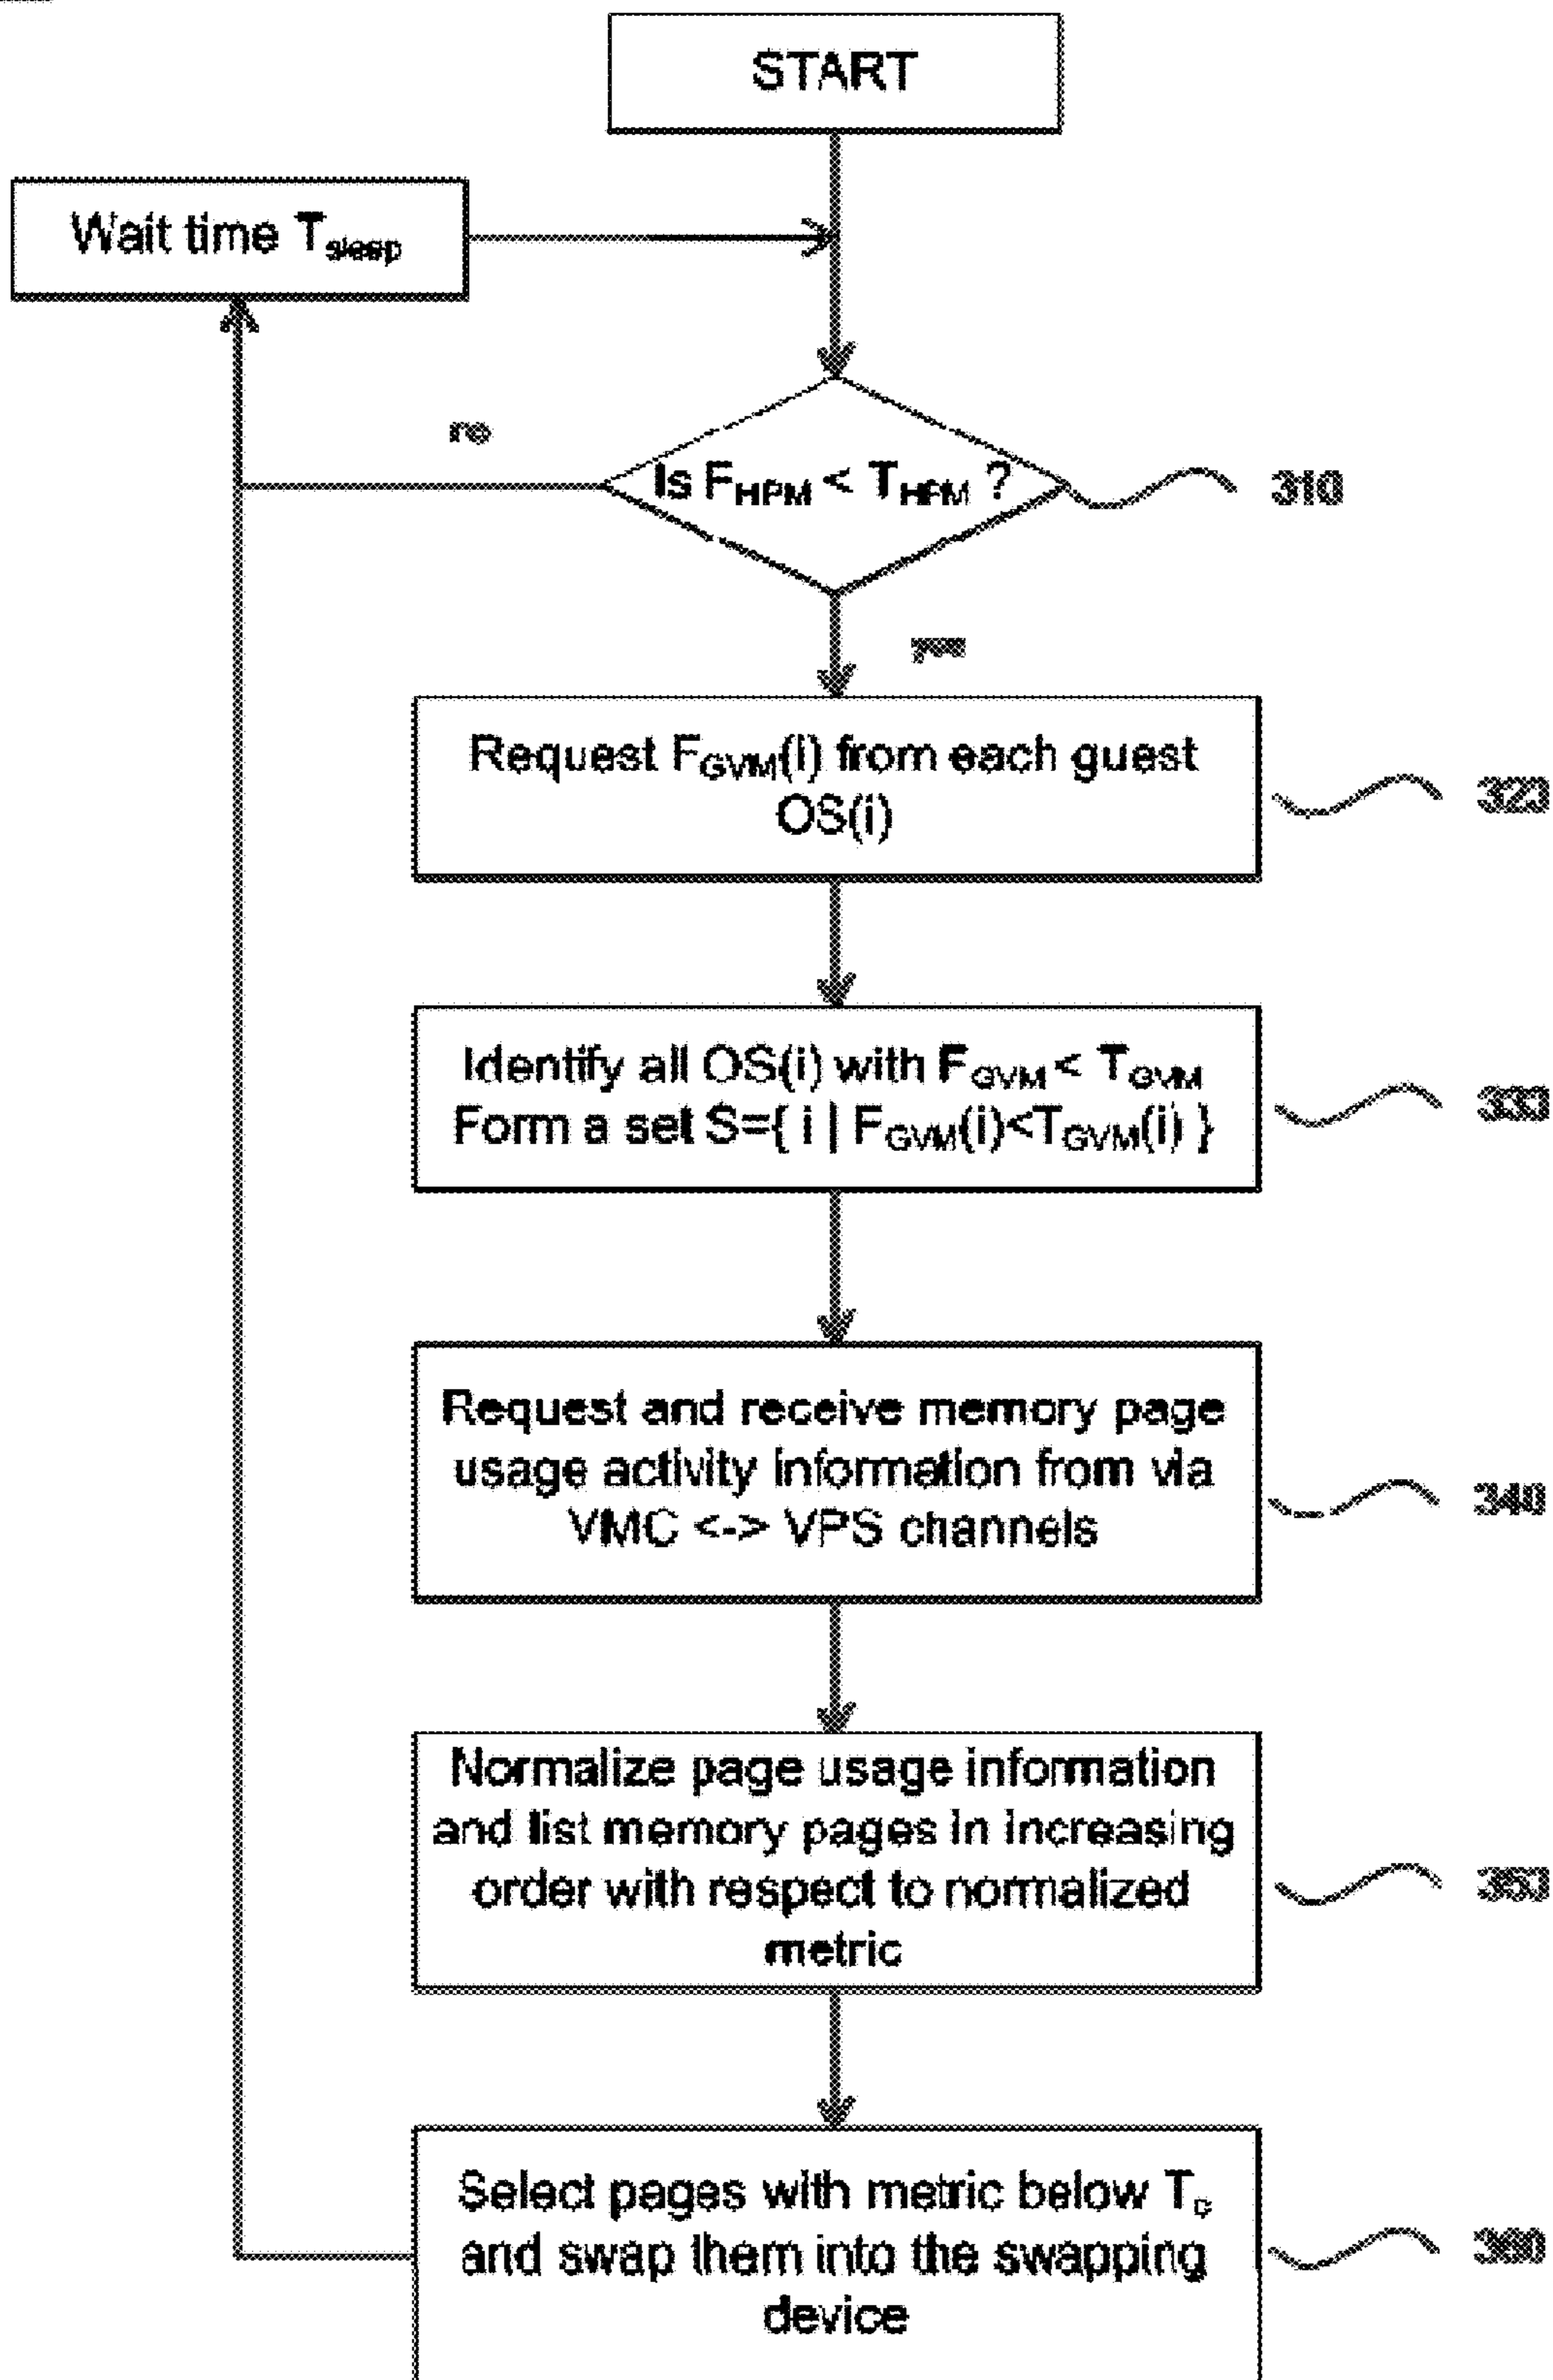 START
Wait time Tsleep
no
Is FHPM < THPM ?
310
yes
Request FGVM(i) from each guest
OS(i)
Identify all OS(i) with FGVM < TGVM
Form a set S={ i | FGVM(i)<TGVM(i) }
Request and receive memory page
usage activity information from via
VMC <-> VPS channels
340
Normalize page usage information
and list memory pages in increasing
order with respect to normalized
metric
Select pages with metric below
and swap them into the swapping
device
360